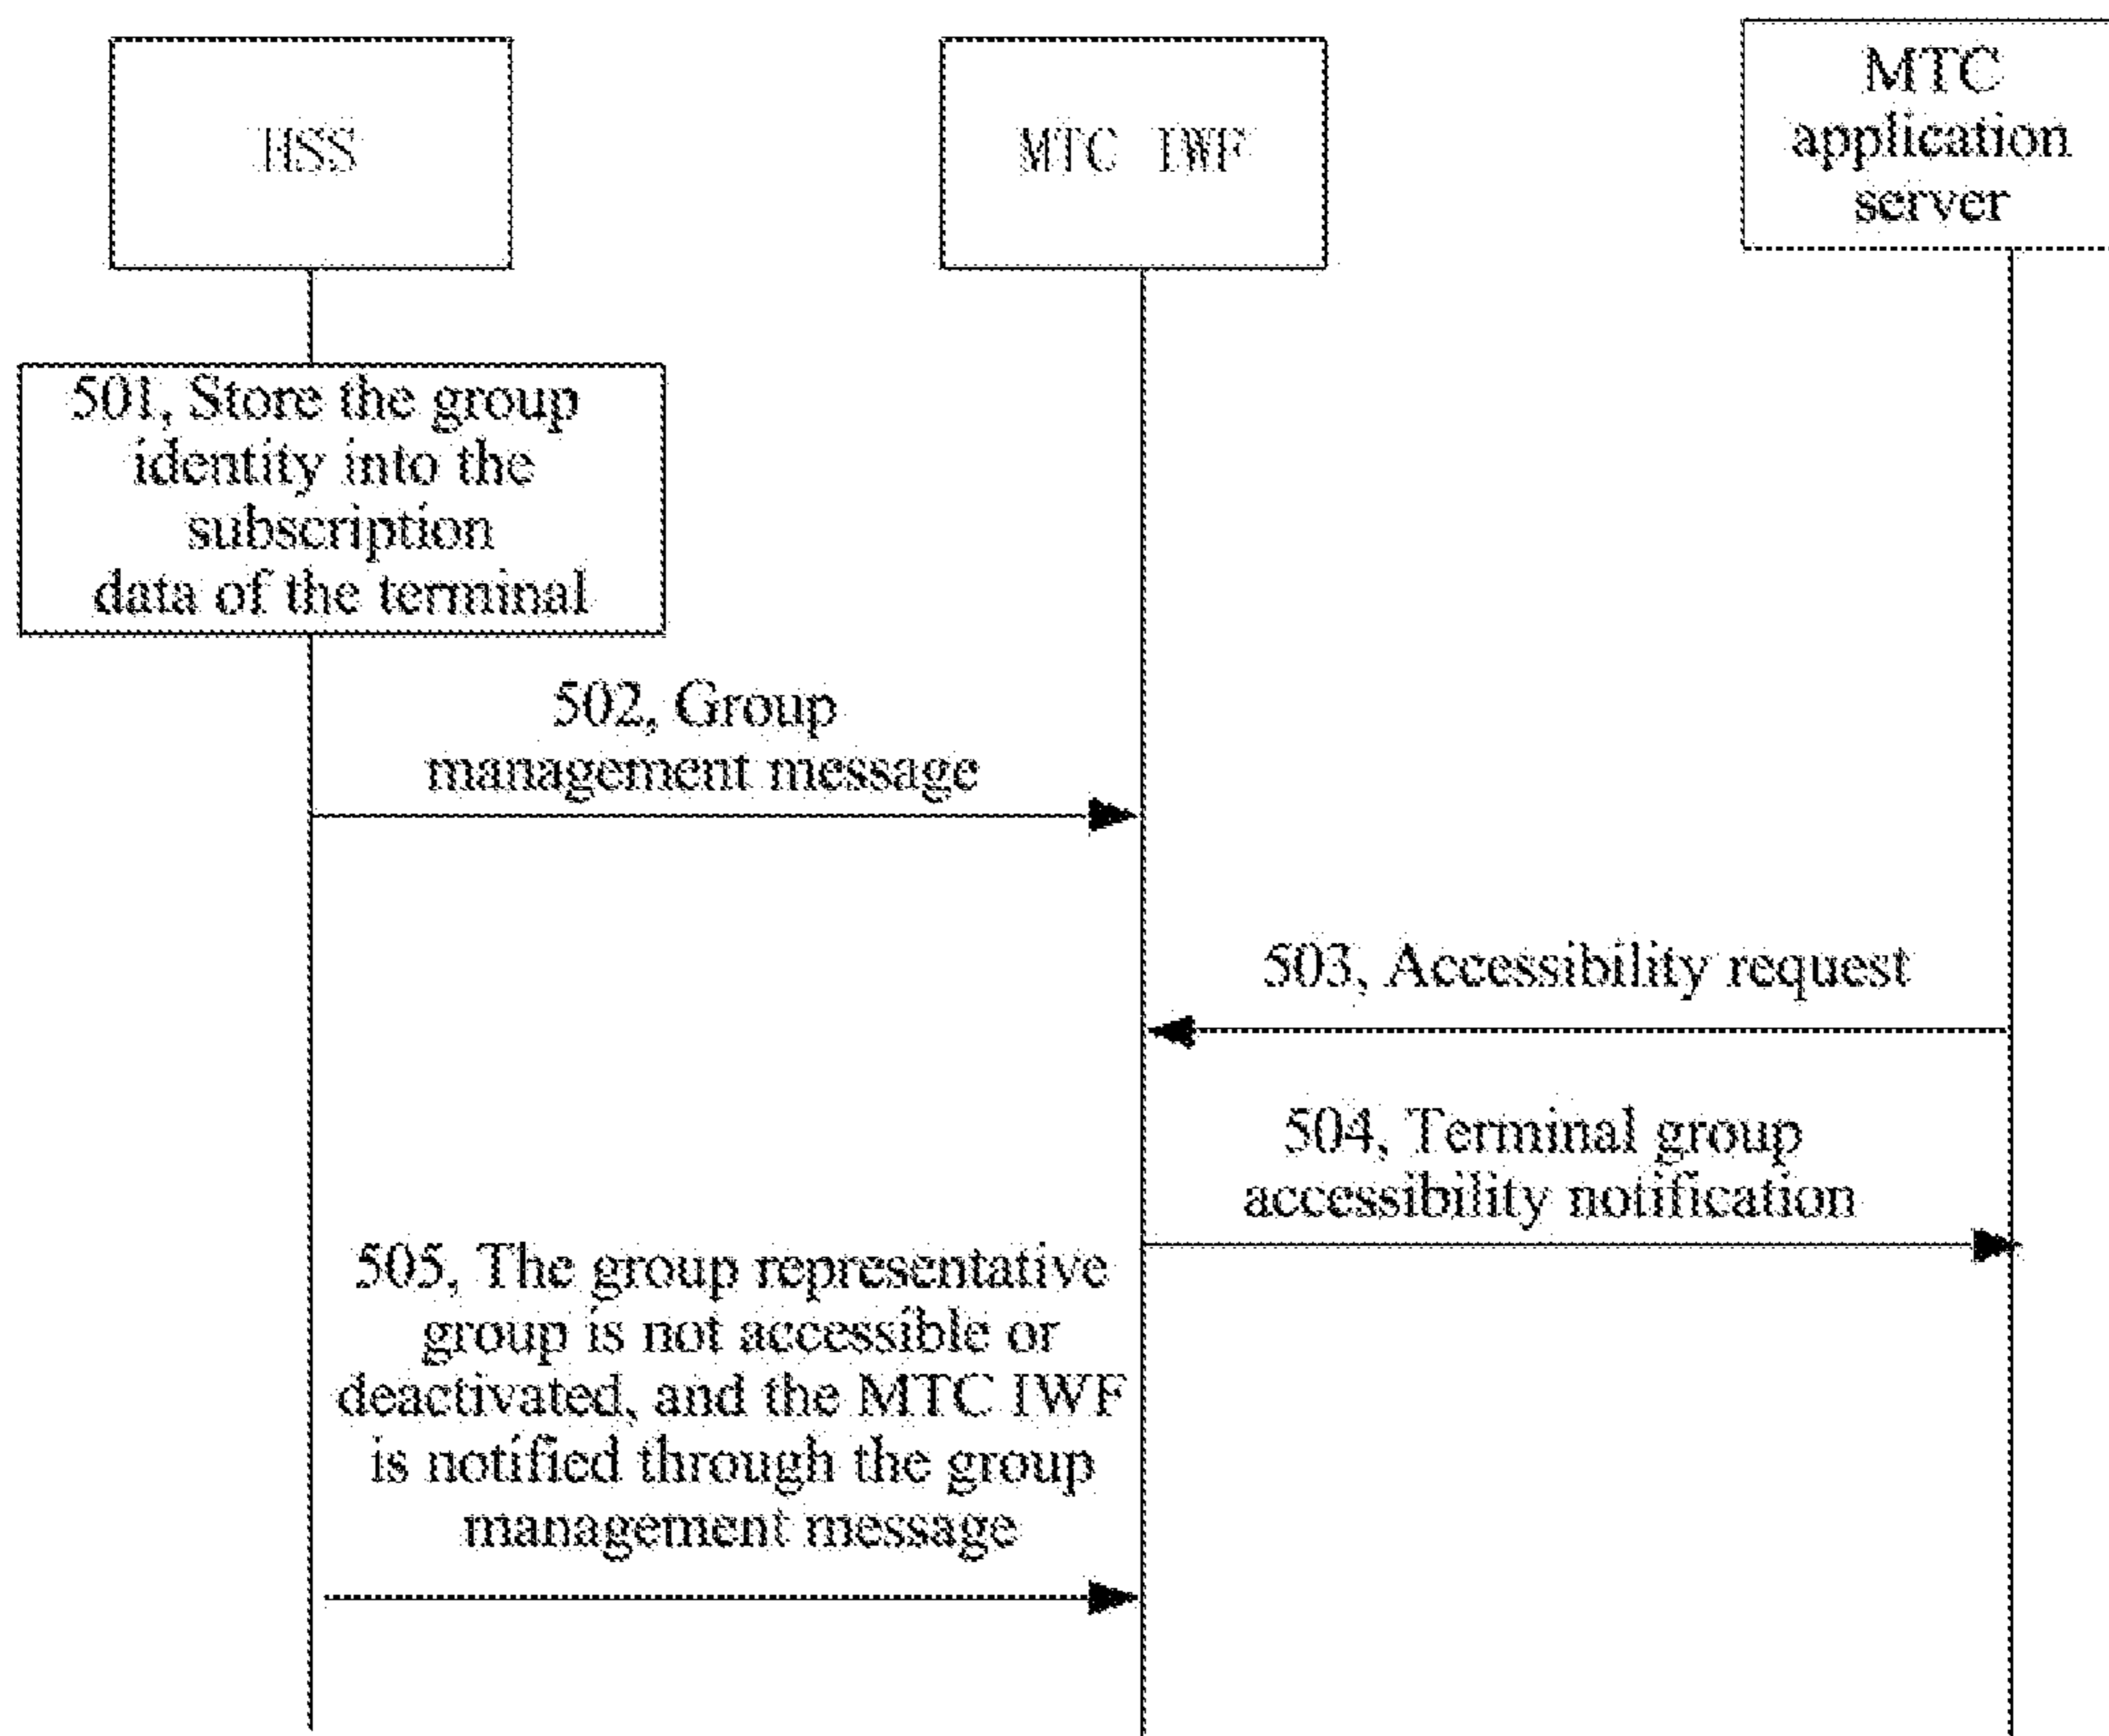 HSS
MTC IWF
MTC
application
server
501, Store the group
identity into the
subscription
data of the terminal
502, Group
management message
503, Accessibility request
504, Terminal group
accessibility notification
505, The group representative
group is not accessible or
deactivated, and the MTC IWF
is notified through the group
management message